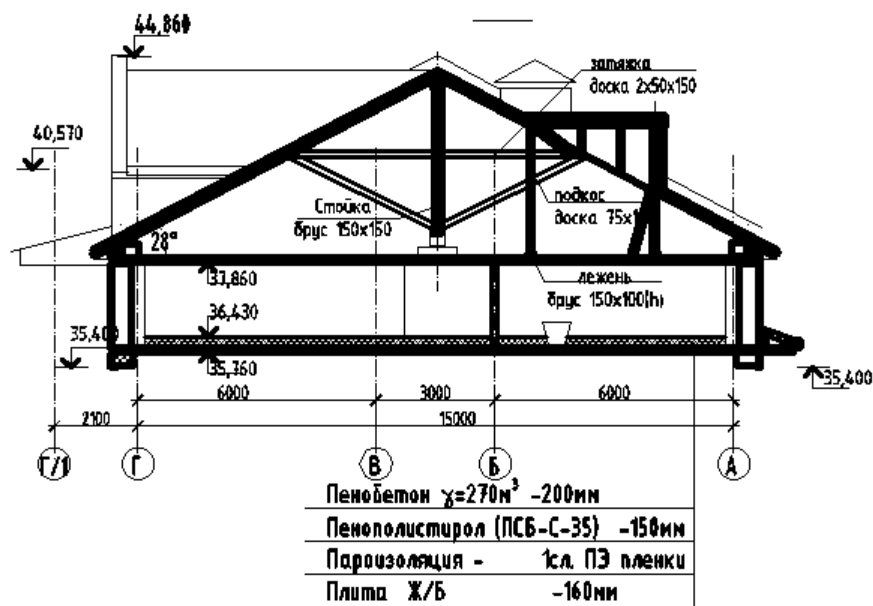 44,860
затяжка
доска 2х50х150
40,570
Стойка
брус 150х150
подкос
доска 75х1
28°
37,860
лежень
брус 150х100(h)
36,430
35,400
35,760
35,400
6000
3000
6000
2100
15000
Г/1
Г
В
Б
А
Пенобетон γ=270м³ -200мм
Пенополистирол (ПСБ-С-35) -150мм
Пароизоляция - 1сл. ПЭ пленки
Плита Ж/Б -160мм